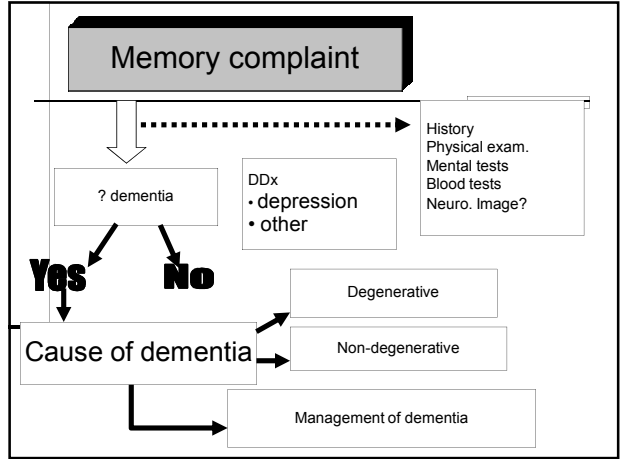 Memory complaint
History
Physical exam.
Mental tests
Blood tests
Neuro. Image?
? dementia
DDx
• depression
• other
Yes
No
Degenerative
Cause of dementia
Non-degenerative
Management of dementia